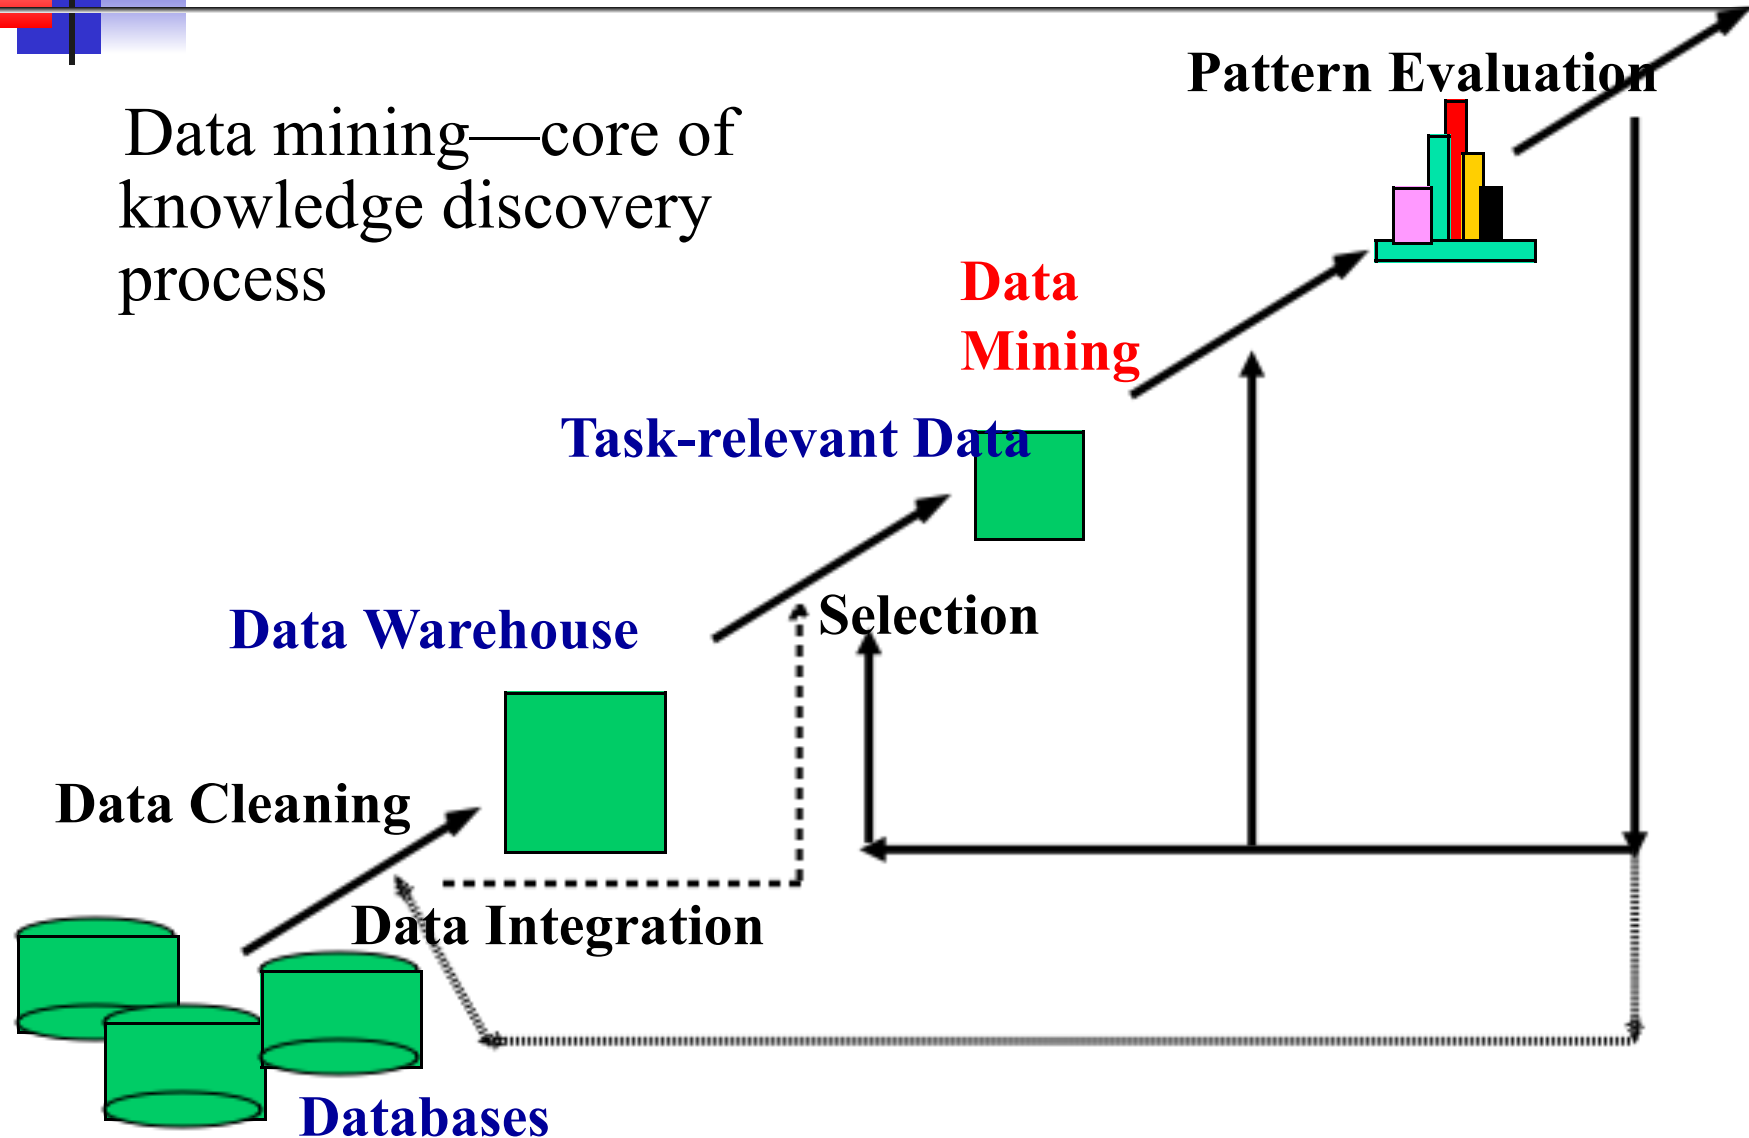 Pattern Evaluation
Data mining—core of
knowledge discovery
process
Data
Mining
Task-relevant Data
Selection
Data Warehouse
Data Cleaning
Data Integration
Databases